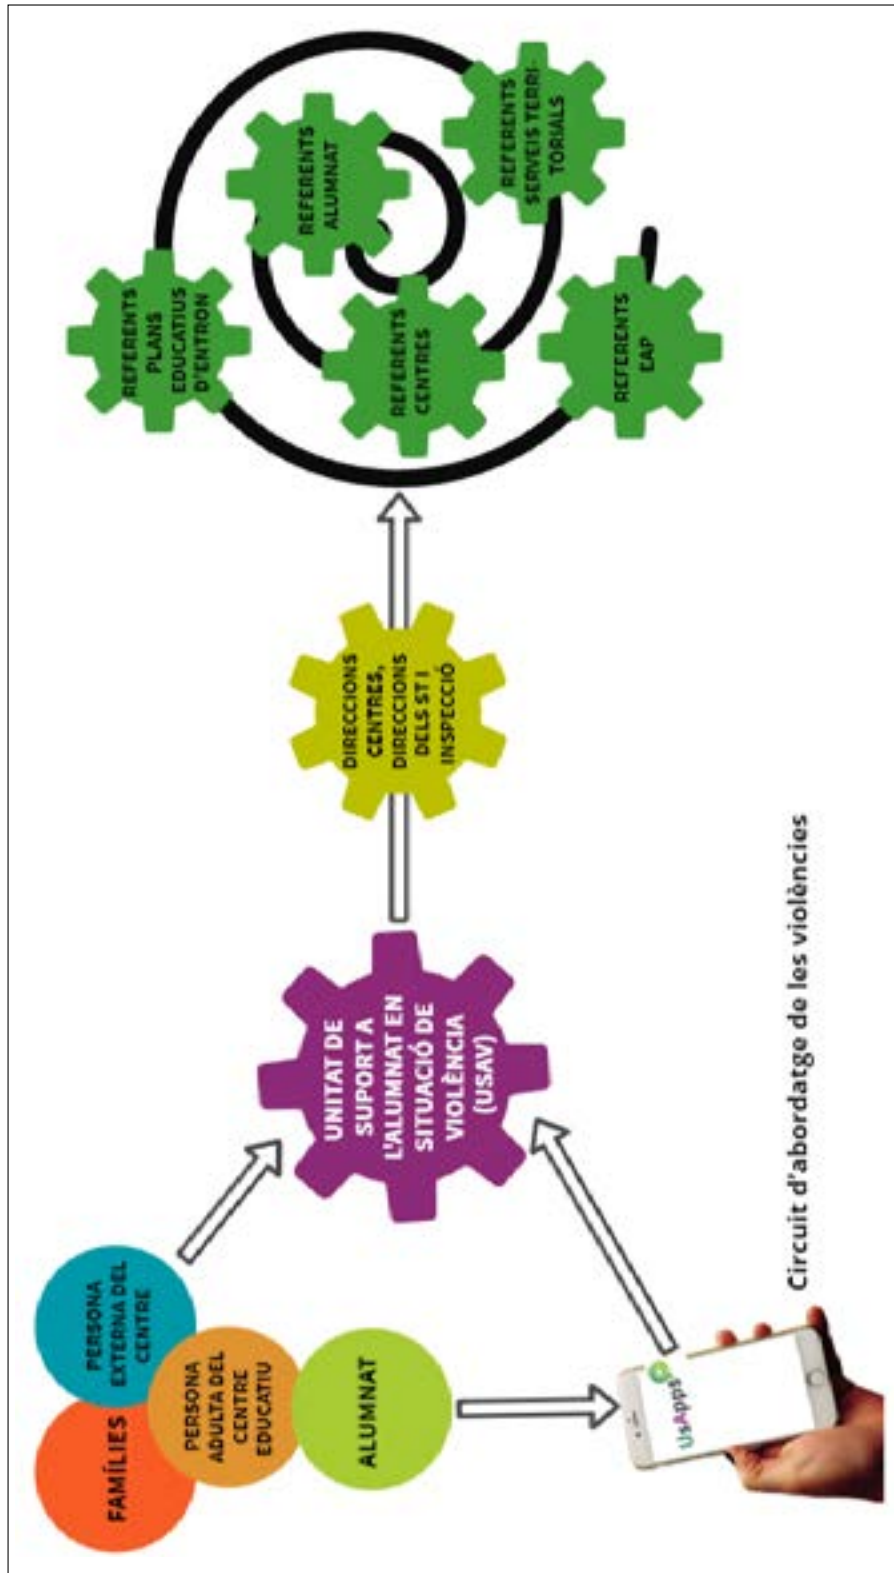 FAMÍLIES
PERSONA
EXTERNA DEL
CENTRE
PERSONA
ADULTA DEL
CENTRE
EDUCATIU
ALUMNAT
UsApps
UNITAT DE
SUPORT A
L'ALUMNAT EN
SITUACIÓ DE
VIOLÈNCIA
(USAV)
DIRECCIONS
CENTRES,
DIRECCIONS
DELS ST I
INSPECCIÓ
REFERENTS
PLANS
EDUCATIUS
D'ENTRON
REFERENTS
ALUMNAT
REFERENTS
CENTRES
REFERENTS
SERVEIS TERRI-
TORIALS
REFERENTS
EAP
Circuit d'abordatge de les violències